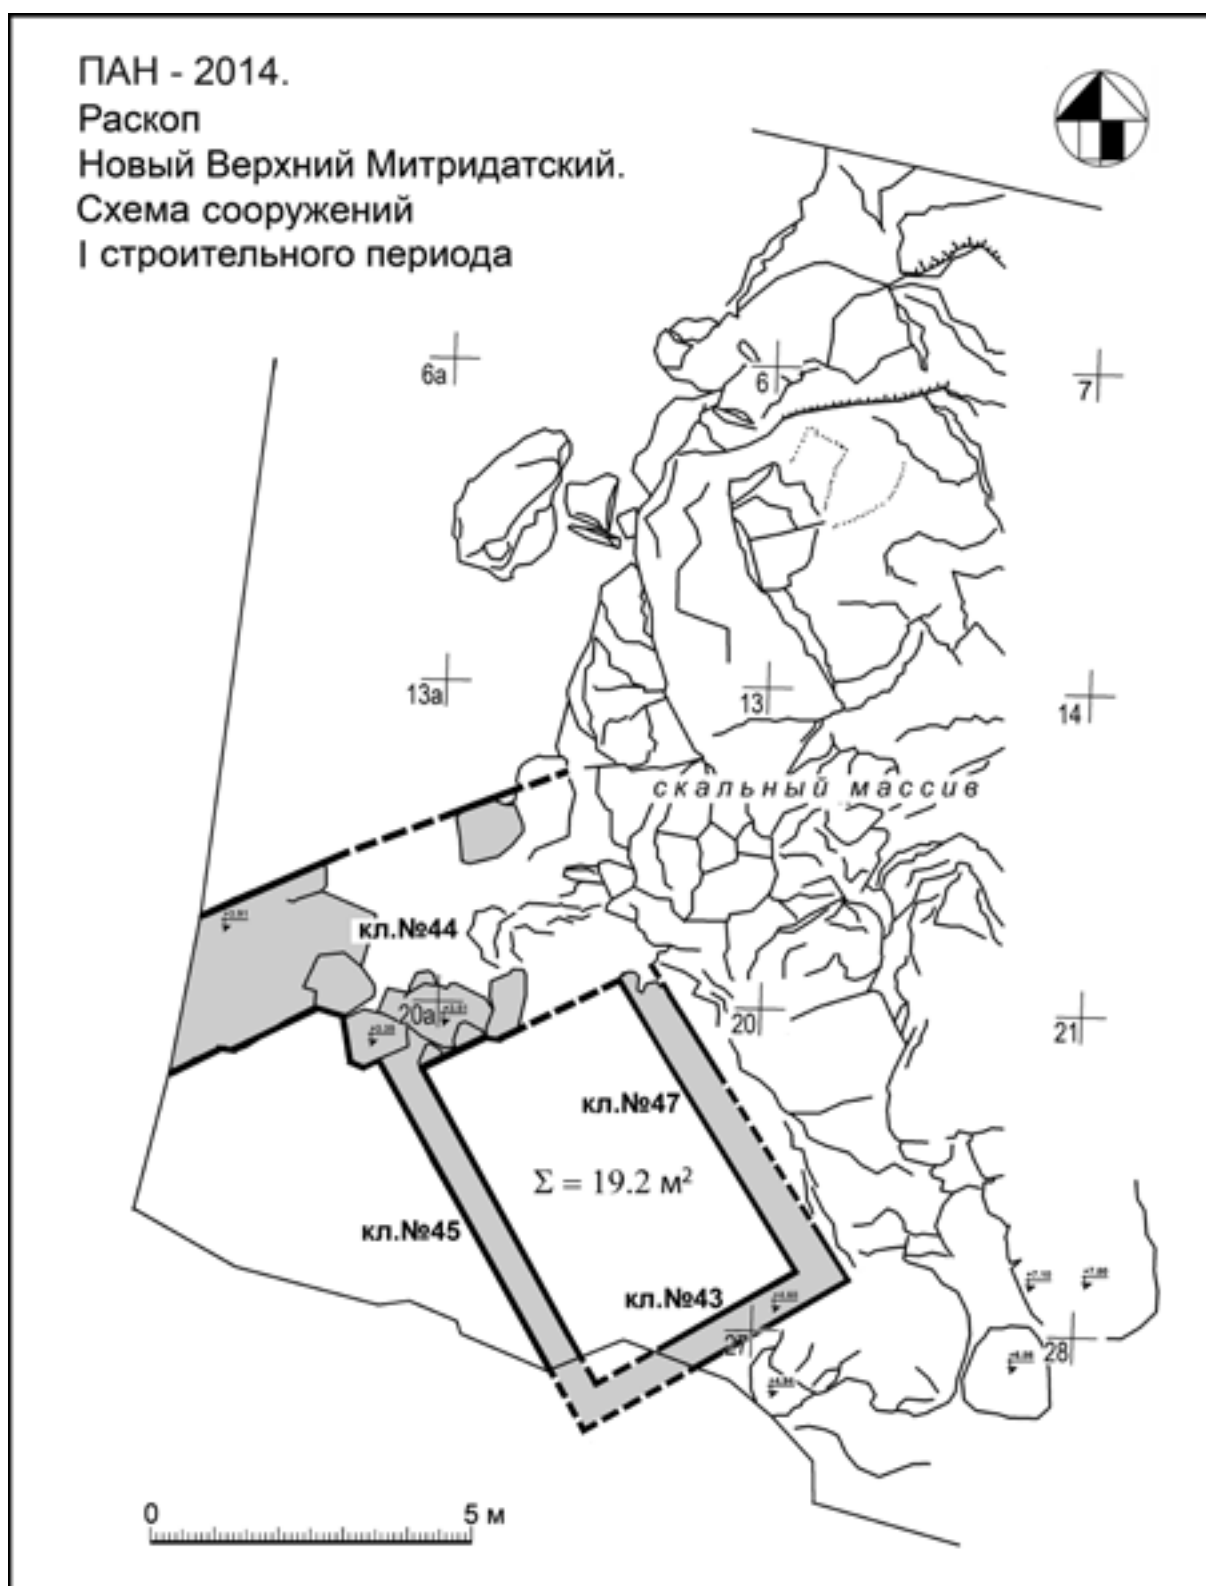 ПАН - 2014.
Раскоп
Новый Верхний Митридатский.
Схема сооружений
I строительного периода
6а
6
7
13а
13
14
скальный массив
кл.№44
20а
20
21
кл.№47
Σ = 19.2 м²
кл.№45
кл.№43
27
28
0
5 м